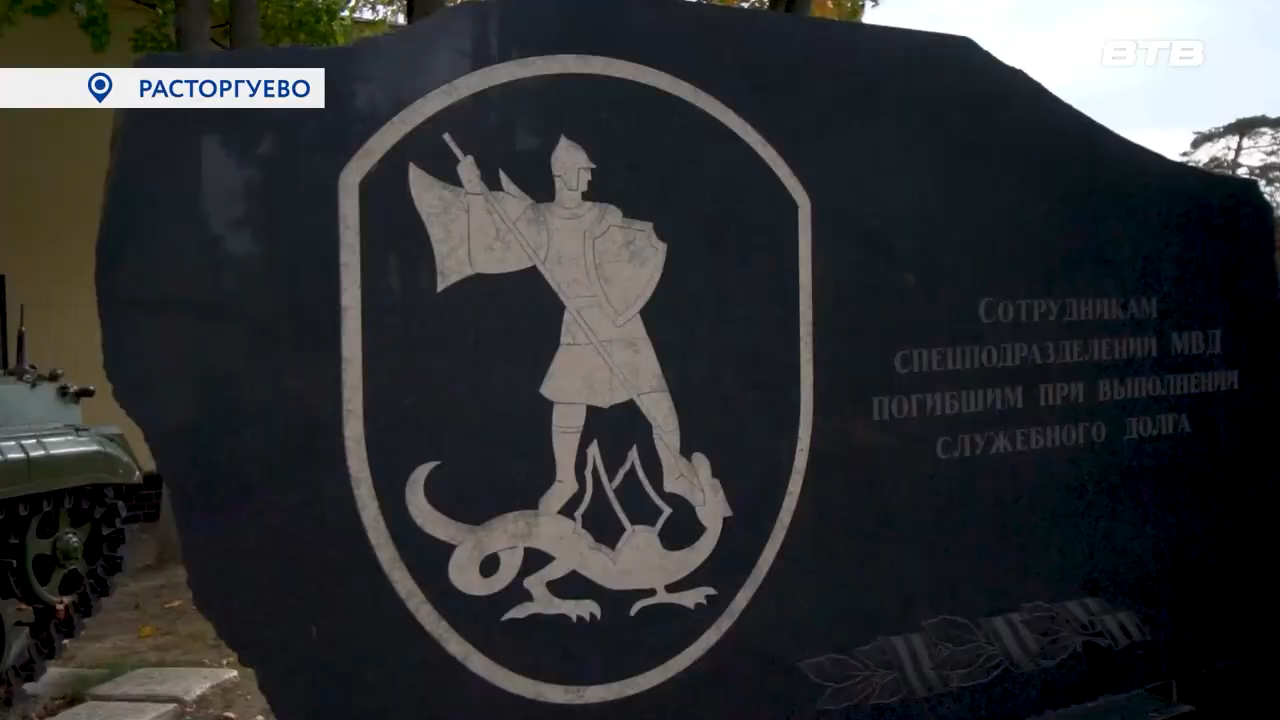 РАСТОРГУЕВО
ВТВ
СОТРУДНИКАМ
СПЕЦПОДРАЗДЕЛЕНИЙ МВД
ПОГИБШИМ ПРИ ВЫПОЛНЕНИИ
СЛУЖЕБНОГО ДОЛГА